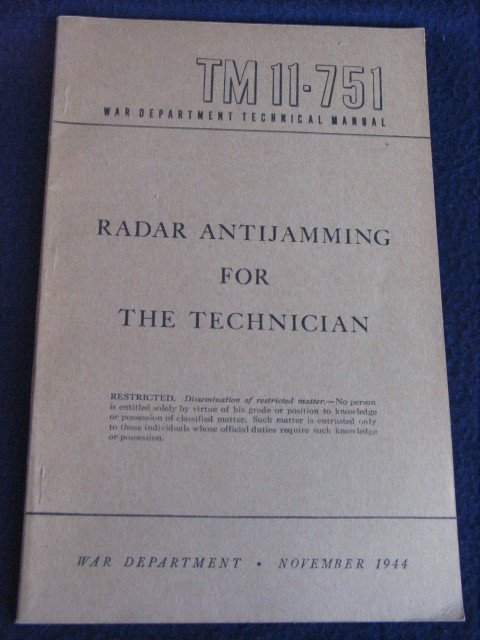 TM 11-751
WAR DEPARTMENT TECHNICAL MANUAL
RADAR ANTIJAMMING
FOR
THE TECHNICIAN
RESTRICTED. Dissemination of restricted matter.—No person
is entitled solely by virtue of his grade or position to knowledge
or possession of classified matter. Such matter is entrusted only
to those individuals whose official duties require such knowledge
or possession.
WAR DEPARTMENT • NOVEMBER 1944